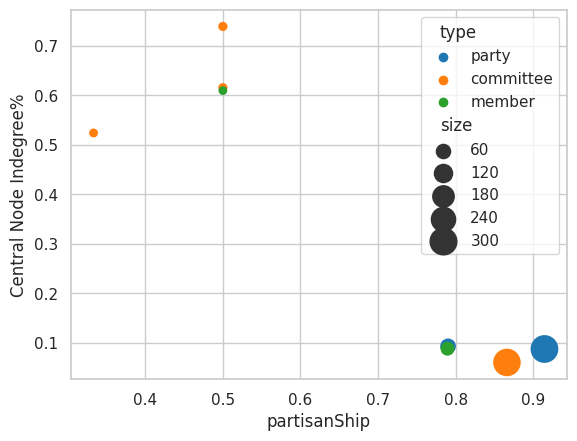 type
party
committee
member
size
60
120
180
240
300
0.7
0.6
0.5
0.4
0.3
0.2
0.1
Central Node Indegree%
0.4 0.5 0.6 0.7 0.8 0.9
partisanShip